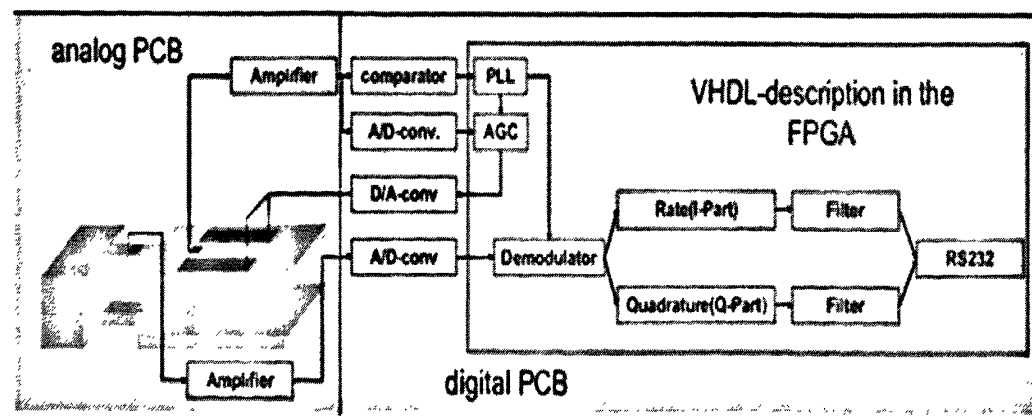 analog PCB
Amplifier
comparator
PLL
VHDL-description in the
FPGA
A/D-conv.
AGC
D/A-conv
Rate(I-Part)
Filter
A/D-conv
Demodulator
RS232
Quadrature(Q-Part)
Filter
Amplifier
digital PCB